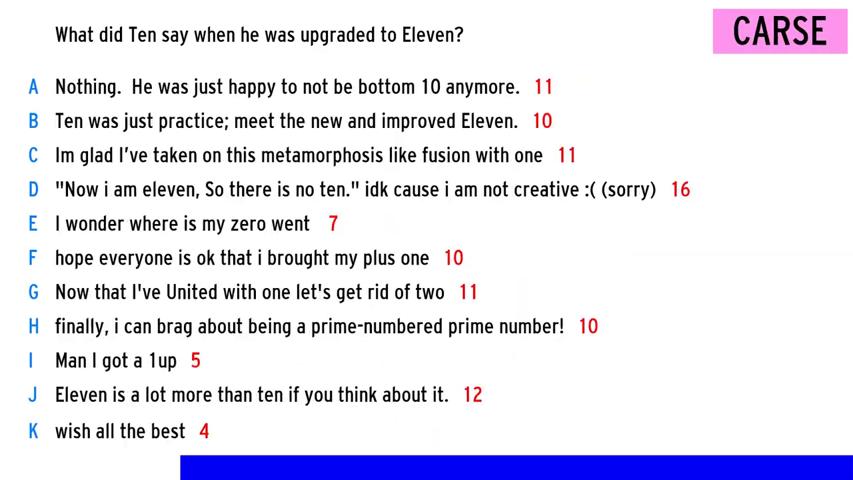 What did Ten say when he was upgraded to Eleven?
CARSE
A Nothing. He was just happy to not be bottom 10 anymore. 11
B Ten was just practice; meet the new and improved Eleven. 10
C Im glad I've taken on this metamorphosis like fusion with one 11
D "Now i am eleven, So there is no ten." idk cause i am not creative :( (sorry) 16
E I wonder where is my zero went 7
F hope everyone is ok that i brought my plus one 10
G Now that I've United with one let's get rid of two 11
H finally, i can brag about being a prime-numbered prime number! 10
I Man I got a 1up 5
J Eleven is a lot more than ten if you think about it. 12
K wish all the best 4